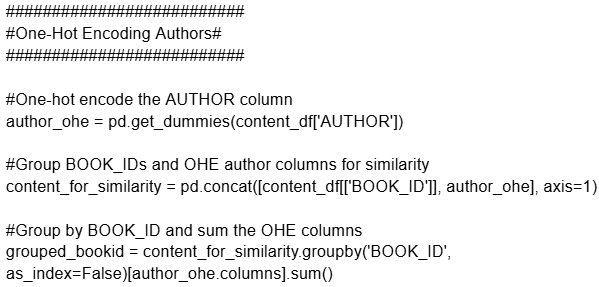 ##########################
#One-Hot Encoding Authors#
##########################
#One-hot encode the AUTHOR column
author_ohe = pd.get_dummies(content_df['AUTHOR'])
#Group BOOK_IDs and OHE author columns for similarity
content_for_similarity = pd.concat([content_df[['BOOK_ID']], author_ohe], axis=1)
#Group by BOOK_ID and sum the OHE columns
grouped_bookid = content_for_similarity.groupby('BOOK_ID',
as_index=False)[author_ohe.columns].sum()